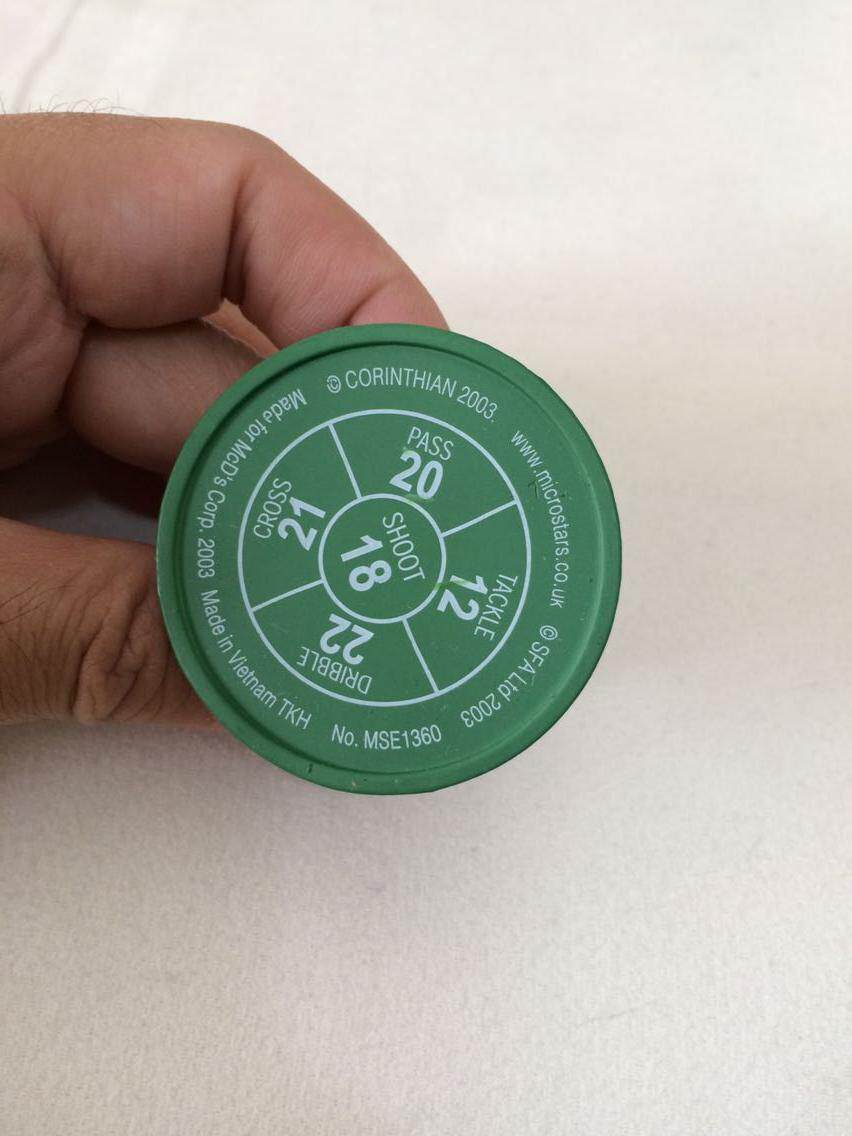 © CORINTHIAN 2003.
www.microstars.co.uk
© SFA Ltd 2003
No. MSE1360
Made in Vietnam TKH
Made for McD's Corp. 2003
PASS
20
TACKLE
12
DRIBBLE
22
CROSS
21
SHOOT
18